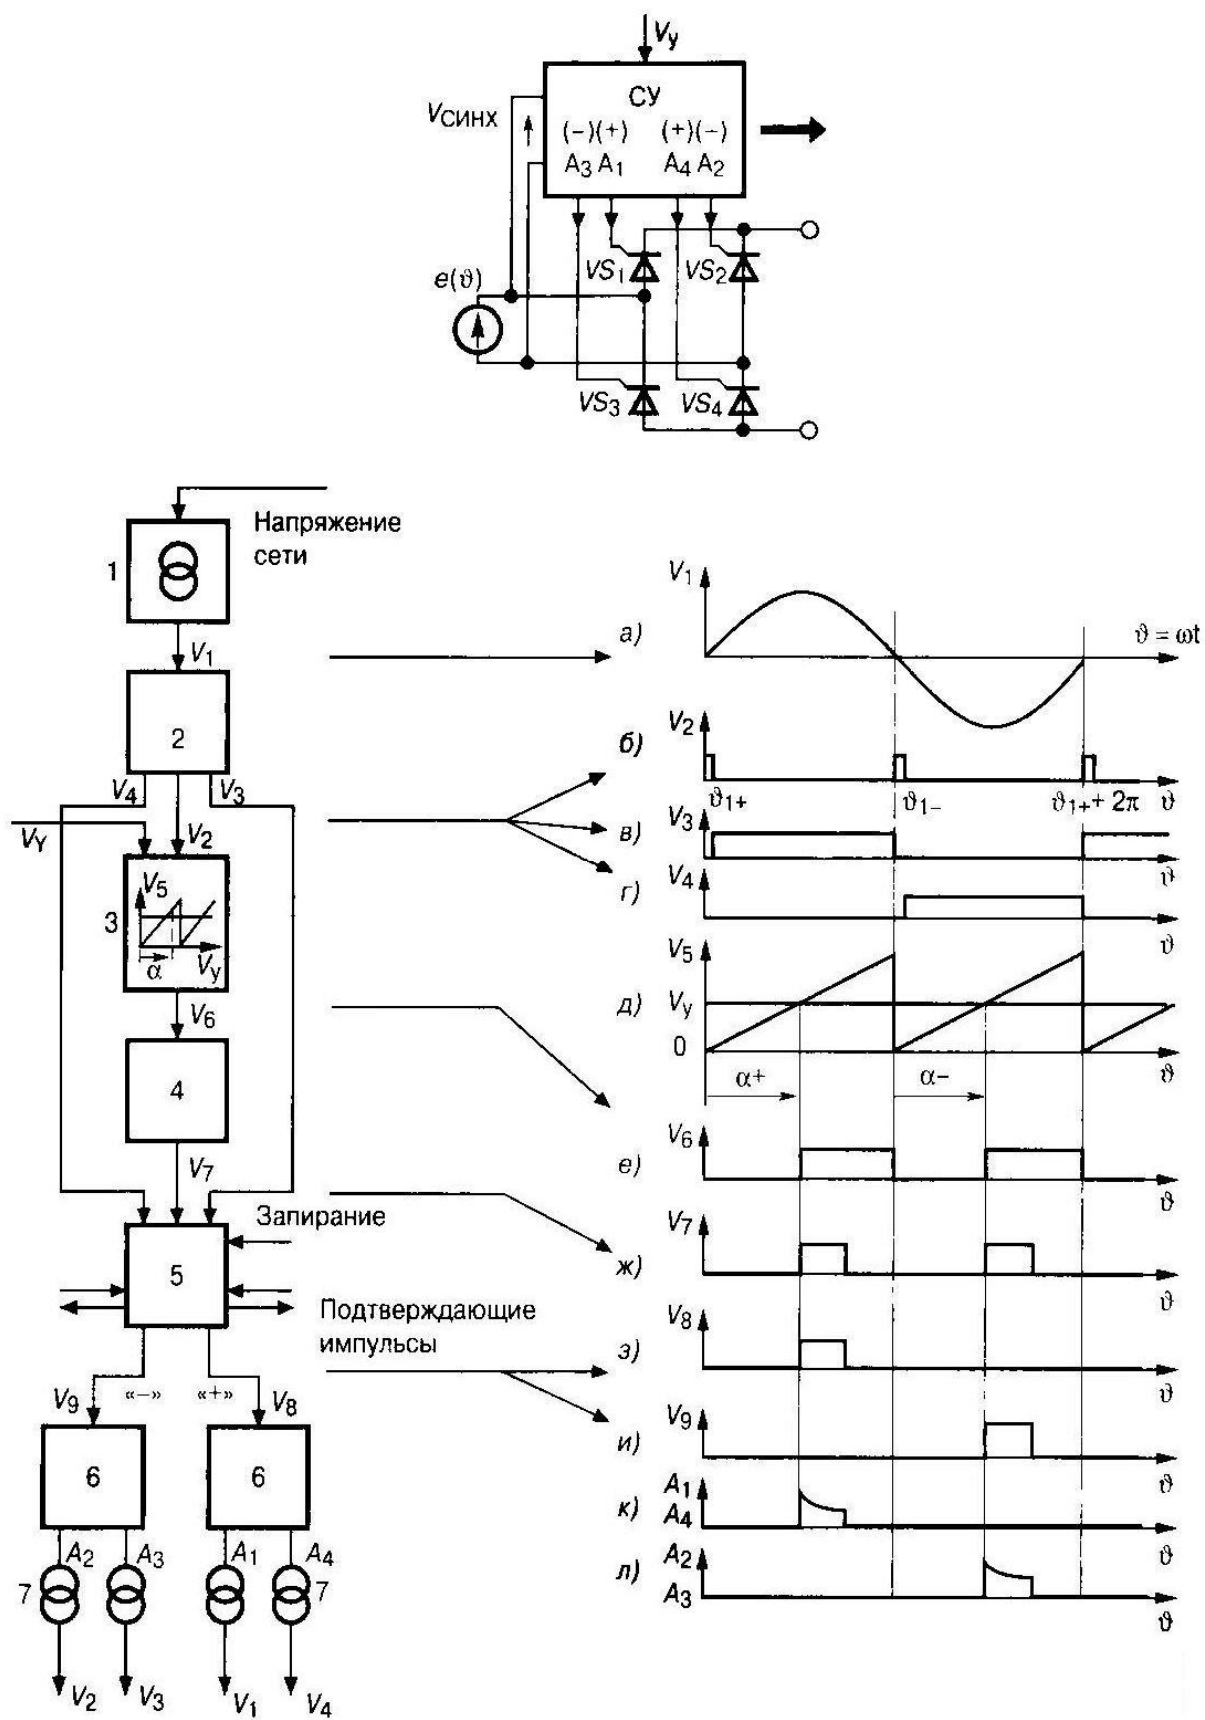 Vу
СУ
VСИНХ
(–)(+) (+)(–)
A3 A1 A4 A2
VS1 VS2
e(ϑ)
VS3 VS4
Напряжение
сети
1
V1
2
V4 V3
VY V2
V5
3
α Vy
V6
4
V7
Запирание
5
Подтверждающие
импульсы
V9 «–» «+» V8
6 6
A2 A3 A1 A4
7 7
V2 V3 V1 V4
V1
а) ϑ = ωt
V2
б)
ϑ1+ ϑ1– ϑ1+ + 2π ϑ
V3
в) ϑ
V4
г) ϑ
V5
д) Vy
0 ϑ
α+ α–
V6
е) ϑ
V7
ж) ϑ
V8
з) ϑ
V9
и) ϑ
A1
к) A4 ϑ
A2
л) A3 ϑ